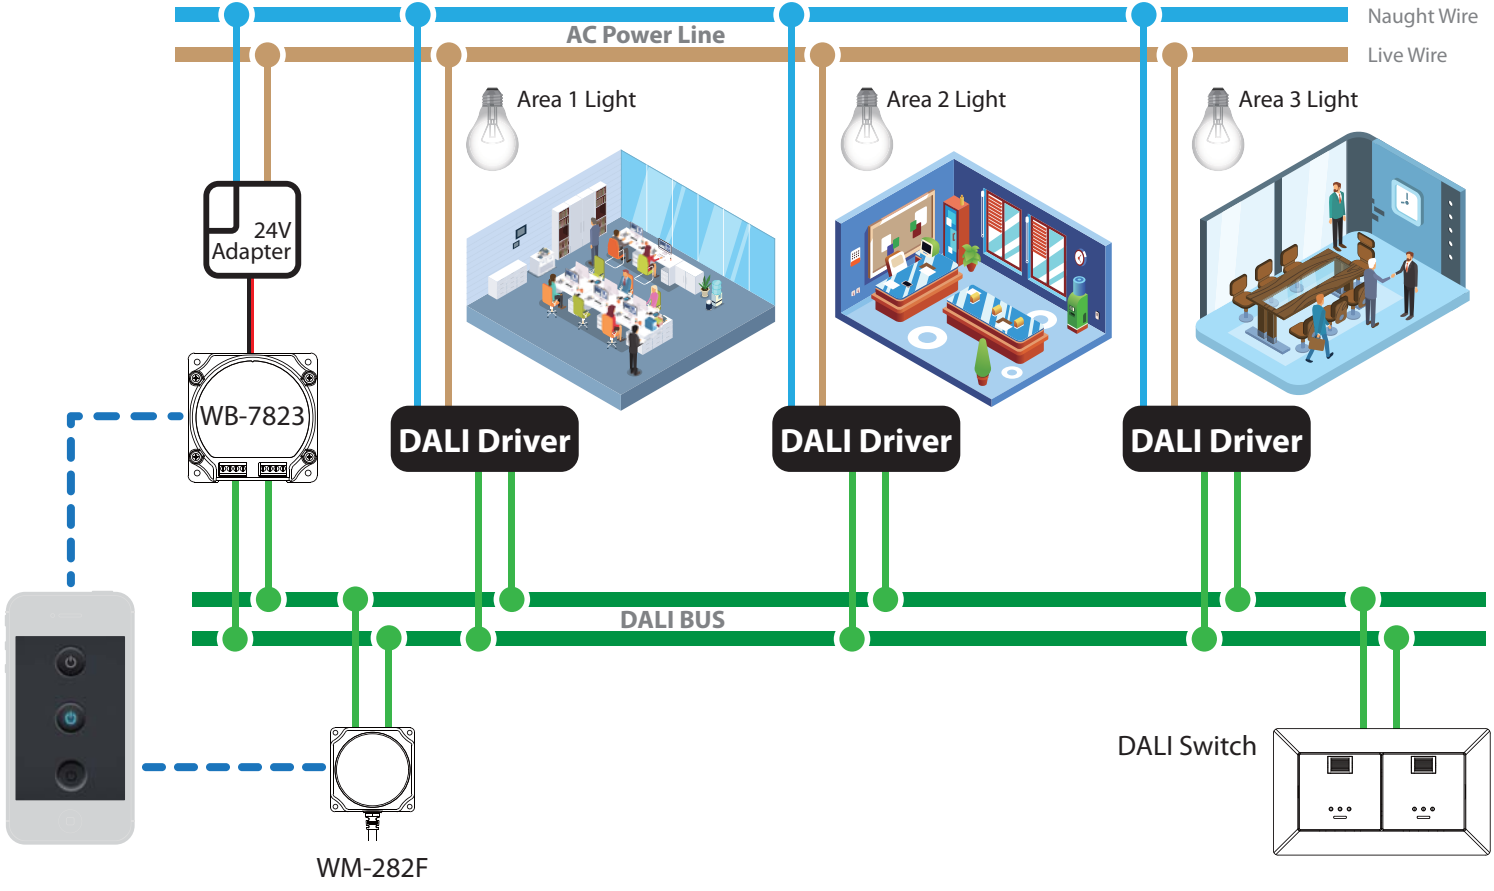 Naught Wire
AC Power Line
Live Wire
Area 1 Light
Area 2 Light
Area 3 Light
24V
Adapter
WB-7823
DALI Driver
DALI Driver
DALI Driver
DALI BUS
DALI Switch
WM-282F